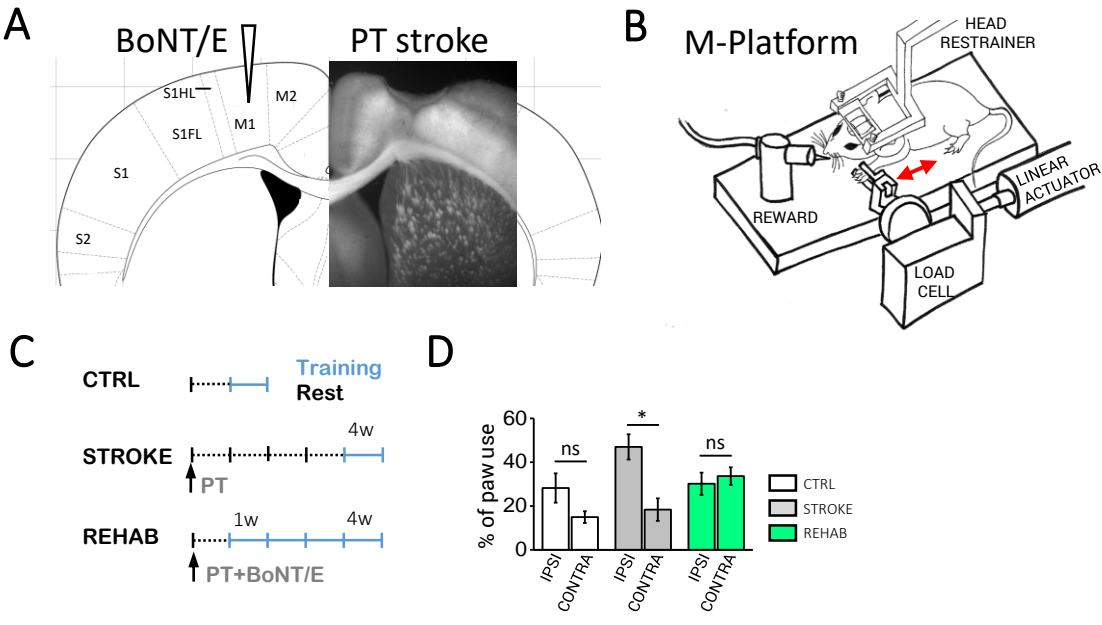 A
BoNT/E
PT stroke
S1HL
M2
M1
S1FL
S1
S2
B
M-Platform
HEAD
RESTRAINER
LINEAR
ACTUATOR
REWARD
LOAD
CELL
C
CTRL
Training
Rest
STROKE
4w
PT
REHAB
1w
4w
PT+BoNT/E
D
% of paw use
60
40
20
0
ns
*
ns
IPSI
CONTRA
IPSI
CONTRA
IPSI
CONTRA
CTRL
STROKE
REHAB